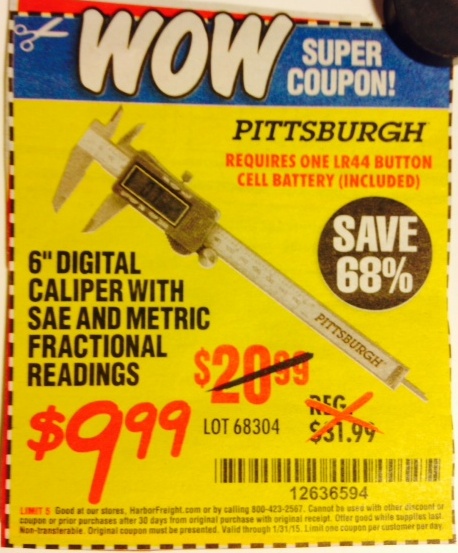 WOW SUPER
COUPON!
PITTSBURGH
REQUIRES ONE LR44 BUTTON
CELL BATTERY (INCLUDED)
SAVE
68%
6" DIGITAL
CALIPER WITH
SAE AND METRIC
FRACTIONAL
READINGS
PITTSBURGH
$20.99
$9.99
LOT 68304
REG.
$31.99
12636594
LIMIT 5 Good at our stores, HarborFreight.com or by calling 800-423-2567. Cannot be used with other discount or
coupon or prior purchases after 30 days from original purchase with original receipt. Offer good while supplies last.
Non-transferable. Original coupon must be presented. Valid through 1/31/15. Limit one coupon per customer per day.